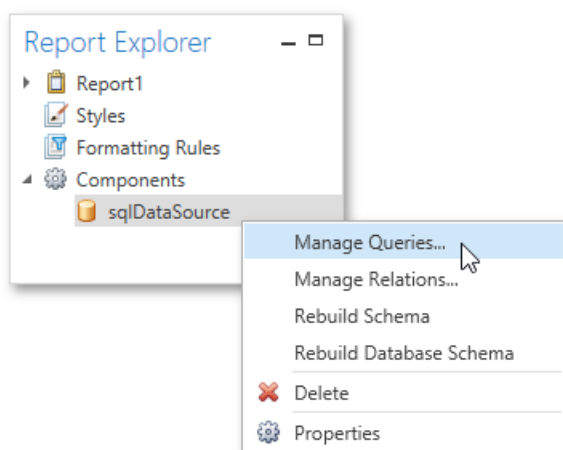 Report Explorer
Report1
Styles
Formatting Rules
Components
sqlDataSource
Manage Queries...
Manage Relations...
Rebuild Schema
Rebuild Database Schema
Delete
Properties